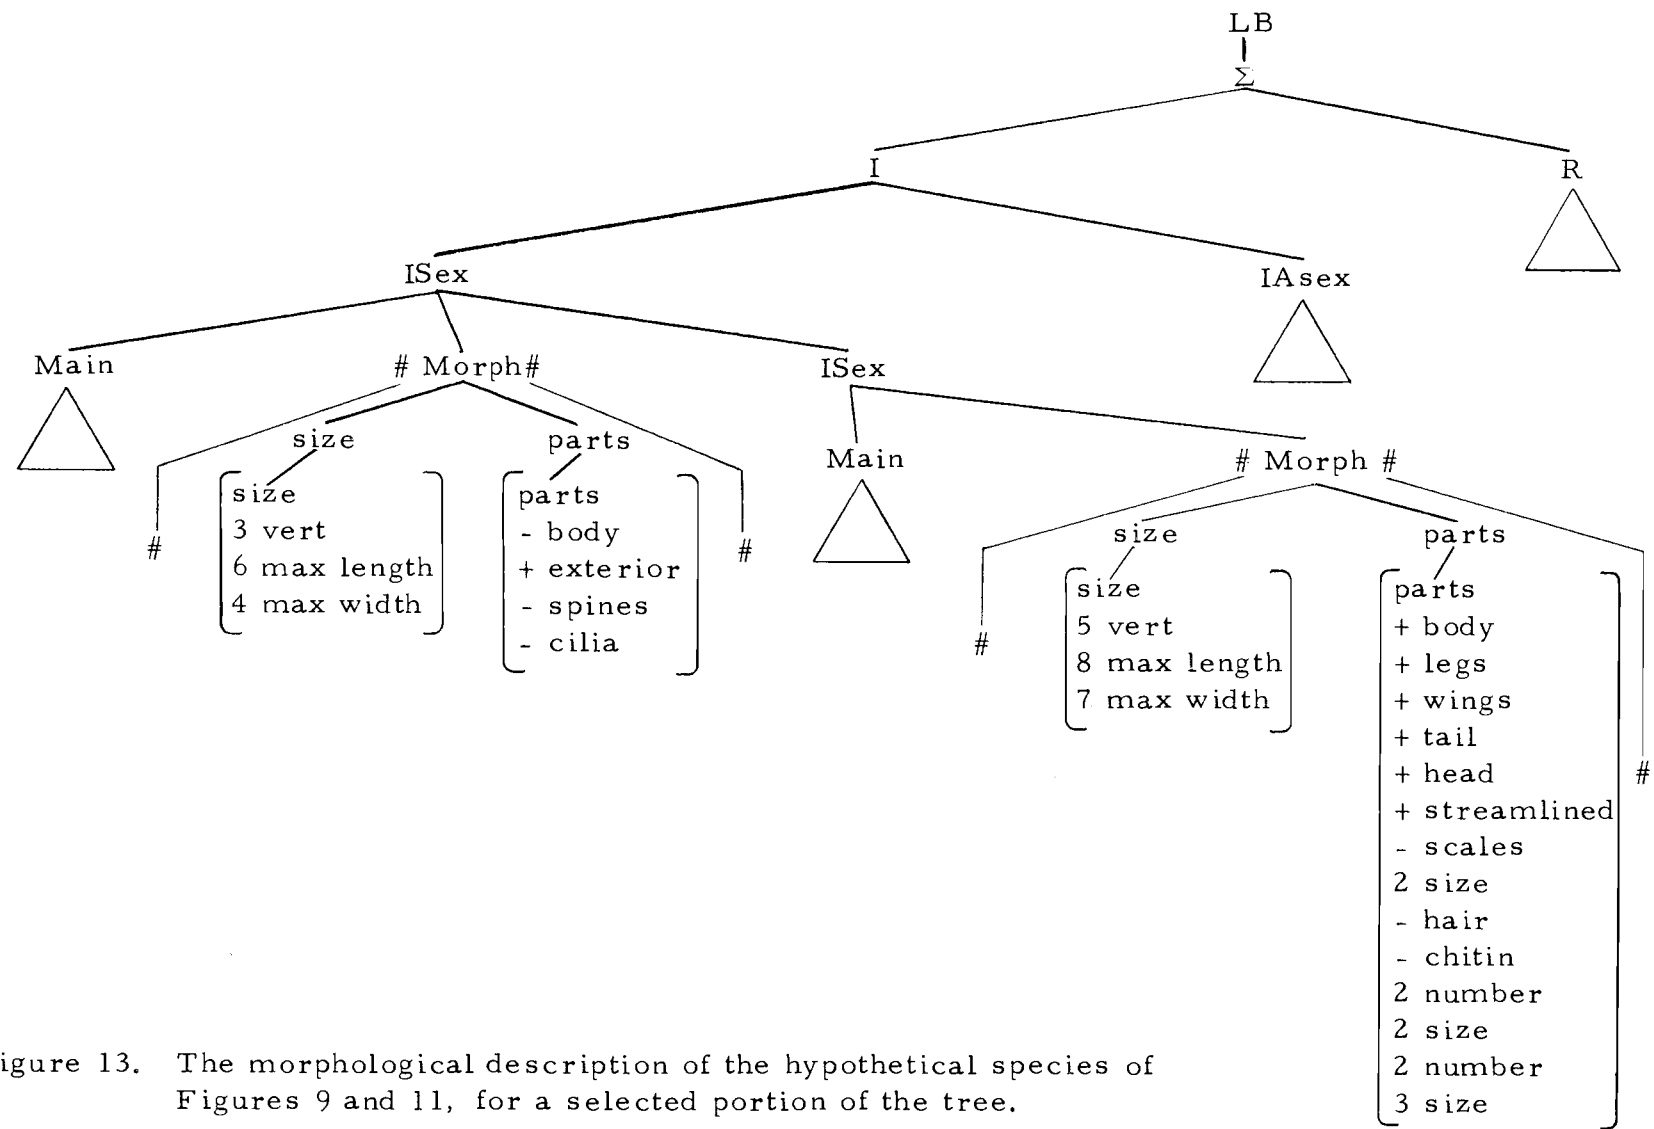 LB
Σ
I
R
ISex
IAsex
Main
# Morph#
ISex
size
parts
#
size
3 vert
6 max length
4 max width
parts
- body
+ exterior
- spines
- cilia
#
Main
# Morph #
size
parts
#
size
5 vert
8 max length
7 max width
parts
+ body
+ legs
+ wings
+ tail
+ head
+ streamlined
- scales
2 size
- hair
- chitin
2 number
2 size
2 number
3 size
#
igure 13. The morphological description of the hypothetical species of
Figures 9 and 11, for a selected portion of the tree.